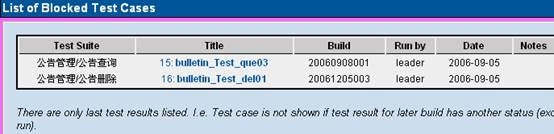 List of Blocked Test Cases
Test Suite Title Build Run by Date Notes
公告管理/公告查询 15: bulletin_Test_que03 20060908001 leader 2006-09-05
公告管理/公告删除 16: bulletin_Test_del01 20061205003 leader 2006-09-05
There are only last test results listed. I.e. Test case is not shown if test result for later build has another status (exc
run).